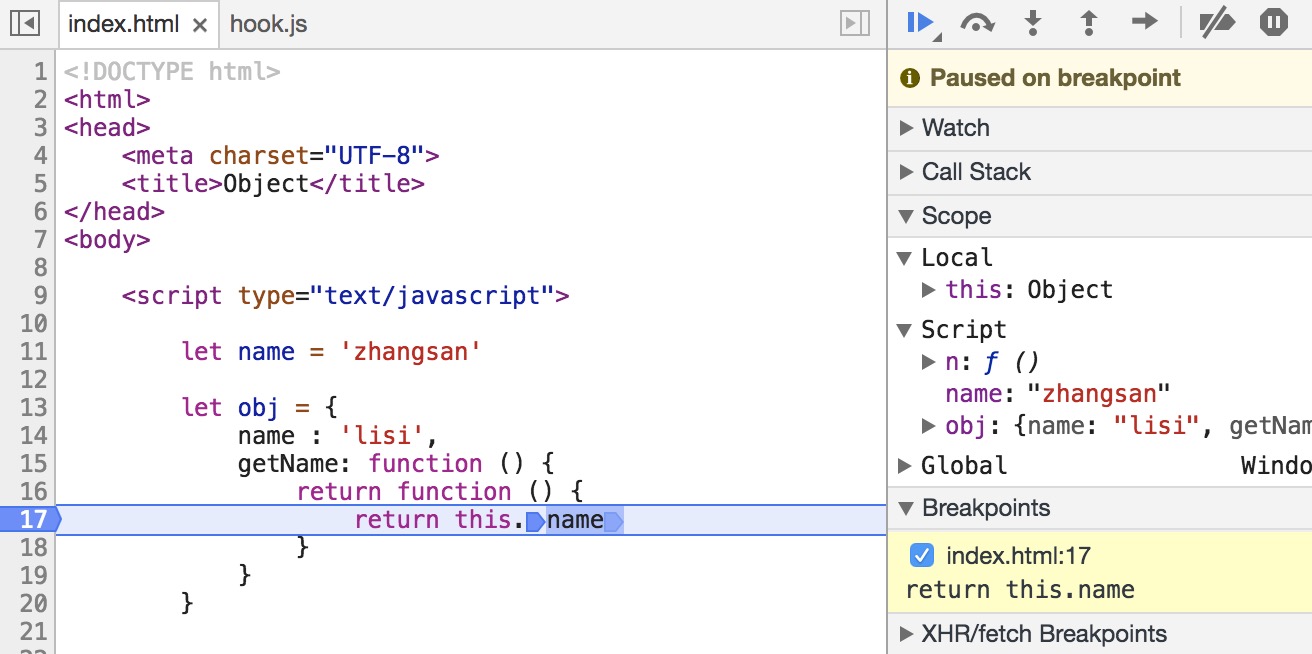 index.html × hook.js
1 <!DOCTYPE html>
2 <html>
3 <head>
4     <meta charset="UTF-8">
5     <title>Object</title>
6 </head>
7 <body>
8
9     <script type="text/javascript">
10
11         let name = 'zhangsan'
12
13         let obj = {
14             name : 'lisi',
15             getName: function () {
16                 return function () {
17                     return this.name
18                 }
19             }
20         }
21
Paused on breakpoint
Watch
Call Stack
Scope
Local
this: Object
Script
n: ƒ ()
name: "zhangsan"
obj: {name: "lisi", getNam
Global Windo
Breakpoints
index.html:17
return this.name
XHR/fetch Breakpoints